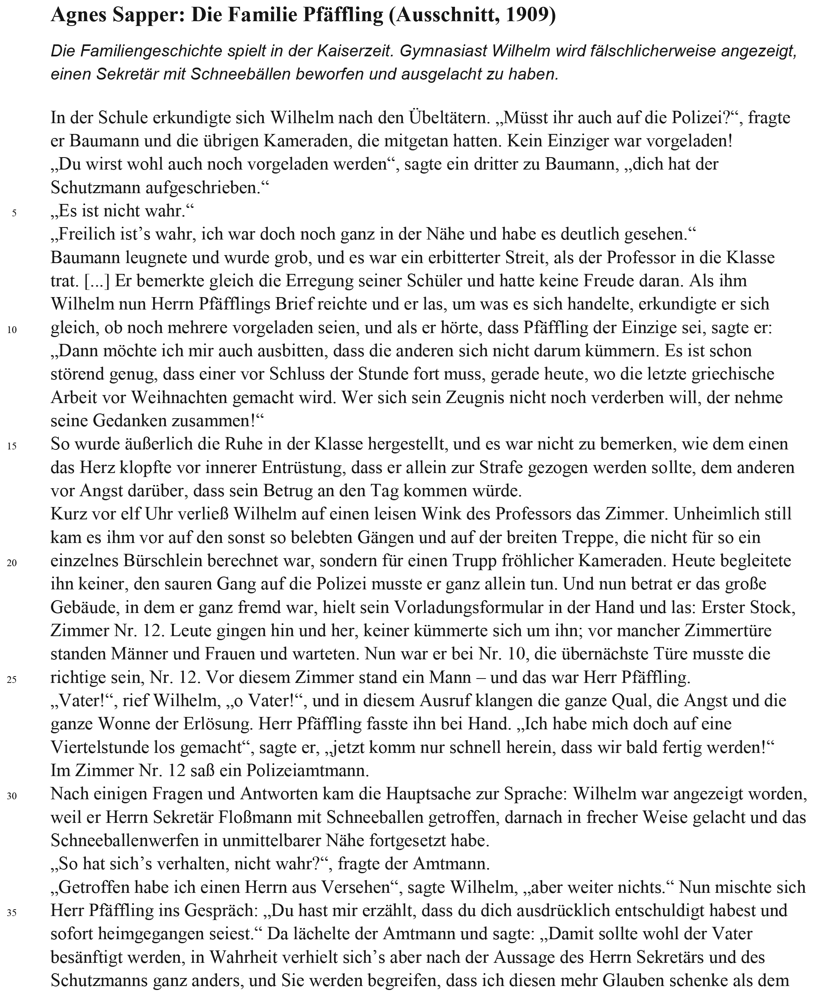 Agnes Sapper: Die Familie Pfäffling (Ausschnitt, 1909)
Die Familiengeschichte spielt in der Kaiserzeit. Gymnasiast Wilhelm wird fälschlicherweise angezeigt,
einen Sekretär mit Schneebällen beworfen und ausgelacht zu haben.
In der Schule erkundigte sich Wilhelm nach den Übeltätern. „Müsst ihr auch auf die Polizei?“, fragte
er Baumann und die übrigen Kameraden, die mitgetan hatten. Kein Einziger war vorgeladen!
„Du wirst wohl auch noch vorgeladen werden“, sagte ein dritter zu Baumann, „dich hat der
Schutzmann aufgeschrieben.“
5 „Es ist nicht wahr.“
„Freilich ist’s wahr, ich war doch noch ganz in der Nähe und habe es deutlich gesehen.“
Baumann leugnete und wurde grob, und es war ein erbitterter Streit, als der Professor in die Klasse
trat. [...] Er bemerkte gleich die Erregung seiner Schüler und hatte keine Freude daran. Als ihm
Wilhelm nun Herrn Pfäfflings Brief reichte und er las, um was es sich handelte, erkundigte er sich
10 gleich, ob noch mehrere vorgeladen seien, und als er hörte, dass Pfäffling der Einzige sei, sagte er:
„Dann möchte ich mir auch ausbitten, dass die anderen sich nicht darum kümmern. Es ist schon
störend genug, dass einer vor Schluss der Stunde fort muss, gerade heute, wo die letzte griechische
Arbeit vor Weihnachten gemacht wird. Wer sich sein Zeugnis nicht noch verderben will, der nehme
seine Gedanken zusammen!“
15 So wurde äußerlich die Ruhe in der Klasse hergestellt, und es war nicht zu bemerken, wie dem einen
das Herz klopfte vor innerer Entrüstung, dass er allein zur Strafe gezogen werden sollte, dem anderen
vor Angst darüber, dass sein Betrug an den Tag kommen würde.
Kurz vor elf Uhr verließ Wilhelm auf einen leisen Wink des Professors das Zimmer. Unheimlich still
kam es ihm vor auf den sonst so belebten Gängen und auf der breiten Treppe, die nicht für so ein
20 einzelnes Bürschlein berechnet war, sondern für einen Trupp fröhlicher Kameraden. Heute begleitete
ihn keiner, den sauren Gang auf die Polizei musste er ganz allein tun. Und nun betrat er das große
Gebäude, in dem er ganz fremd war, hielt sein Vorladungsformular in der Hand und las: Erster Stock,
Zimmer Nr. 12. Leute gingen hin und her, keiner kümmerte sich um ihn; vor mancher Zimmertüre
standen Männer und Frauen und warteten. Nun war er bei Nr. 10, die übernächste Türe musste die
25 richtige sein, Nr. 12. Vor diesem Zimmer stand ein Mann – und das war Herr Pfäffling.
„Vater!“, rief Wilhelm, „o Vater!“, und in diesem Ausruf klangen die ganze Qual, die Angst und die
ganze Wonne der Erlösung. Herr Pfäffling fasste ihn bei Hand. „Ich habe mich doch auf eine
Viertelstunde los gemacht“, sagte er, „jetzt komm nur schnell herein, dass wir bald fertig werden!“
Im Zimmer Nr. 12 saß ein Polizeiamtmann.
30 Nach einigen Fragen und Antworten kam die Hauptsache zur Sprache: Wilhelm war angezeigt worden,
weil er Herrn Sekretär Floßmann mit Schneeballen getroffen, darnach in frecher Weise gelacht und das
Schneeballenwerfen in unmittelbarer Nähe fortgesetzt habe.
„So hat sich’s verhalten, nicht wahr?“, fragte der Amtmann.
„Getroffen habe ich einen Herrn aus Versehen“, sagte Wilhelm, „aber weiter nichts.“ Nun mischte sich
35 Herr Pfäffling ins Gespräch: „Du hast mir erzählt, dass du dich ausdrücklich entschuldigt habest und
sofort heimgegangen seiest.“ Da lächelte der Amtmann und sagte: „Damit sollte wohl der Vater
besänftigt werden, in Wahrheit verhielt sich’s aber nach der Aussage des Herrn Sekretärs und des
Schutzmanns ganz anders, und Sie werden begreifen, dass ich diesen mehr Glauben schenke als dem